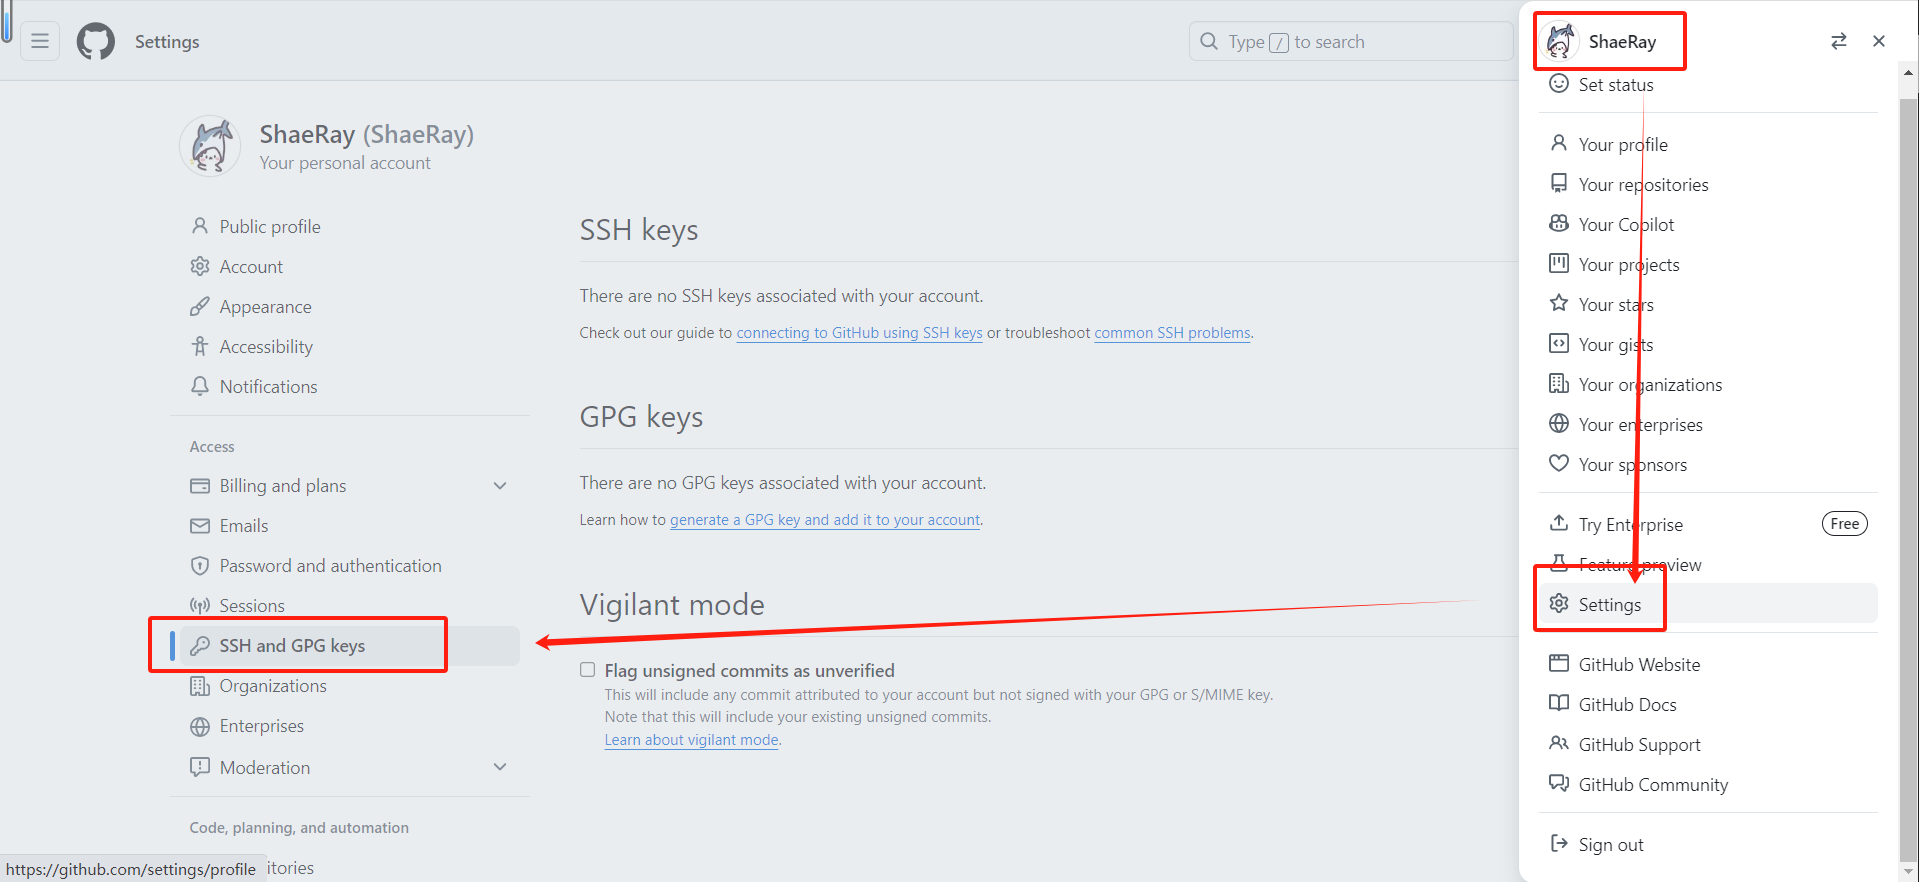 Settings
Type / to search
ShaeRay (ShaeRay)
Your personal account
Public profile
Account
Appearance
Accessibility
Notifications
Access
Billing and plans
Emails
Password and authentication
Sessions
SSH and GPG keys
Organizations
Enterprises
Moderation
Code, planning, and automation
itories
https://github.com/settings/profile
SSH keys
There are no SSH keys associated with your account.
Check out our guide to connecting to GitHub using SSH keys or troubleshoot common SSH problems.
GPG keys
There are no GPG keys associated with your account.
Learn how to generate a GPG key and add it to your account.
Vigilant mode
Flag unsigned commits as unverified
This will include any commit attributed to your account but not signed with your GPG or S/MIME key.
Note that this will include your existing unsigned commits.
Learn about vigilant mode.
ShaeRay
Set status
Your profile
Your repositories
Your Copilot
Your projects
Your stars
Your gists
Your organizations
Your enterprises
Your sponsors
Try Enterprise Free
Feature preview
Settings
GitHub Website
GitHub Docs
GitHub Support
GitHub Community
Sign out